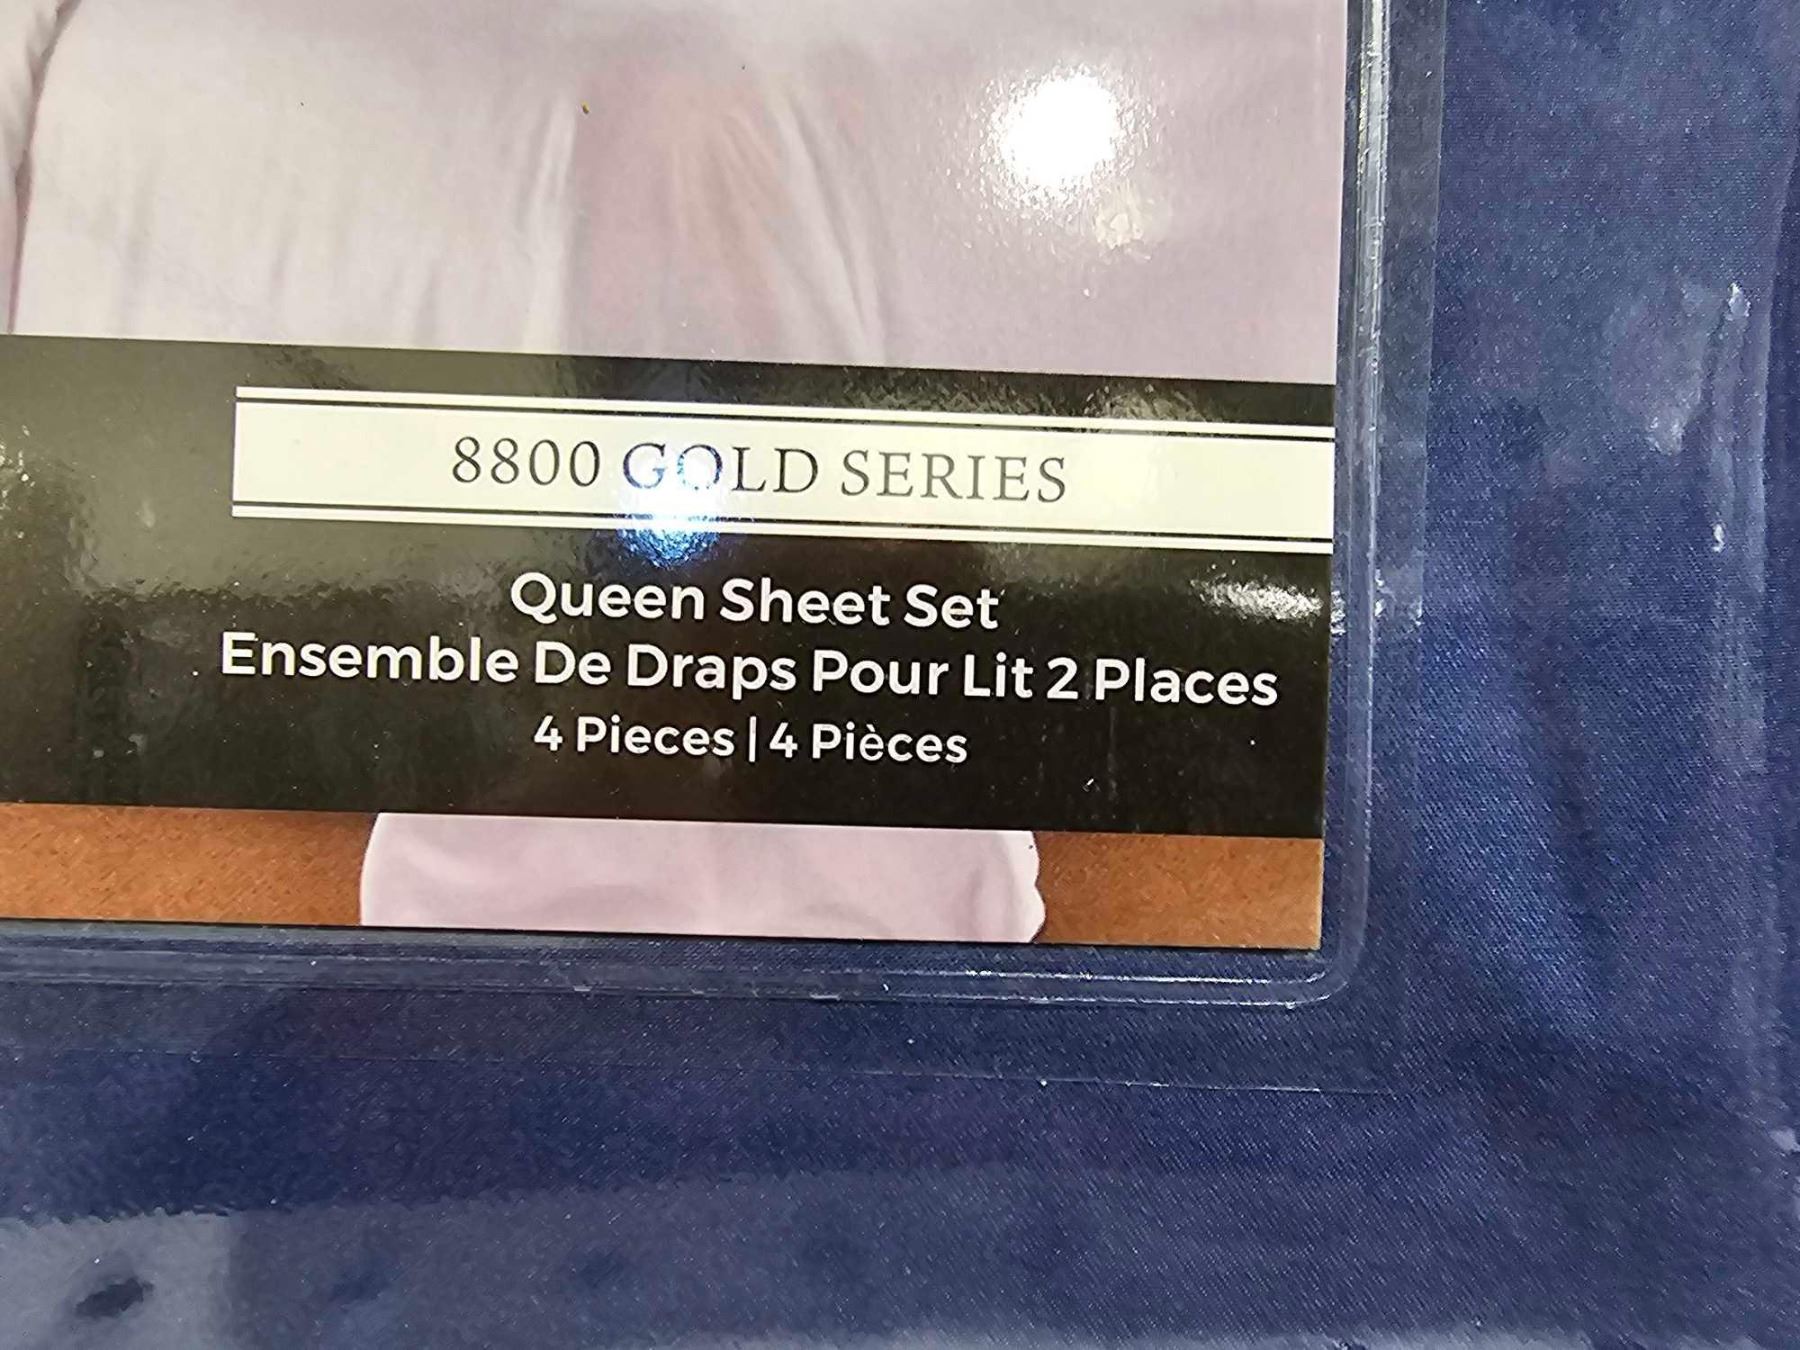 8800 GOLD SERIES
Queen Sheet Set
Ensemble De Draps Pour Lit 2 Places
4 Pieces | 4 Pièces